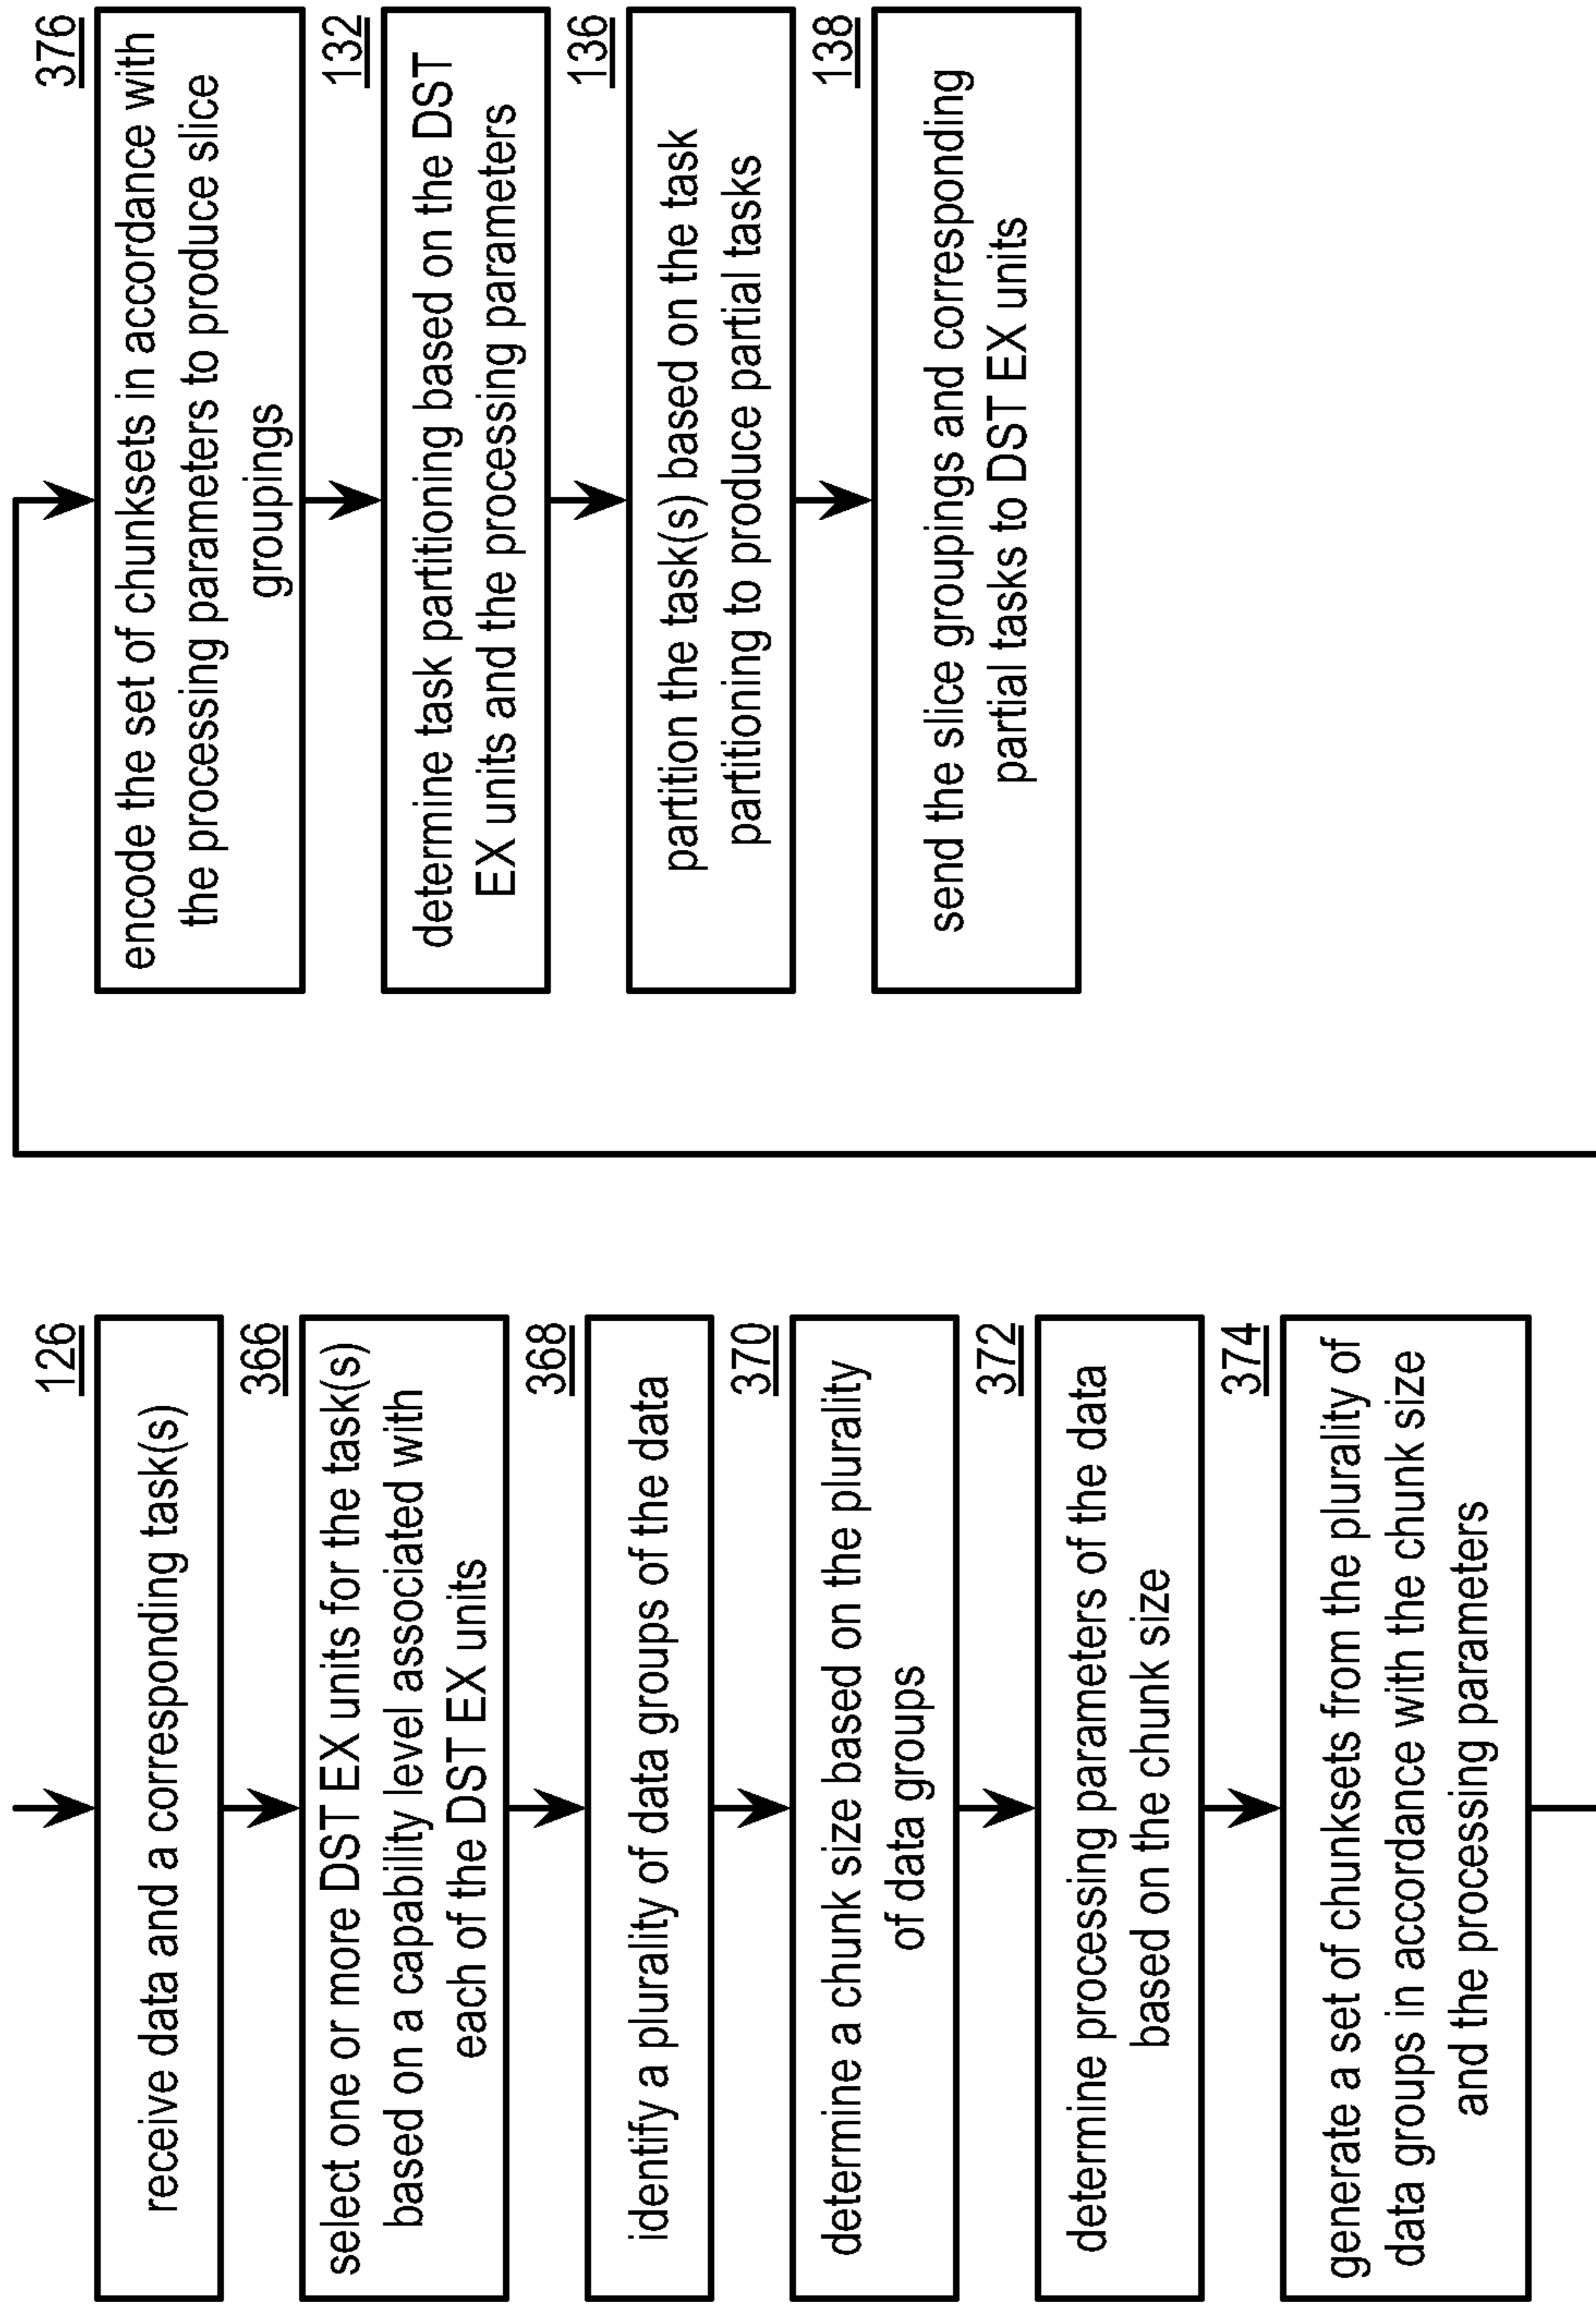 126
receive data and a corresponding task(s)
366
select one or more DST EX units for the task(s)
based on a capability level associated with
each of the DST EX units
368
identify a plurality of data groups of the data
370
determine a chunk size based on the plurality
of data groups
372
determine processing parameters of the data
based on the chunk size
374
generate a set of chunksets from the plurality of
data groups in accordance with the chunk size
and the processing parameters
376
encode the set of chunksets in accordance with
the processing parameters to produce slice
groupings
132
determine task partitioning based on the DST
EX units and the processing parameters
136
partition the task(s) based on the task
partitioning to produce partial tasks
138
send the slice groupings and corresponding
partial tasks to DST EX units